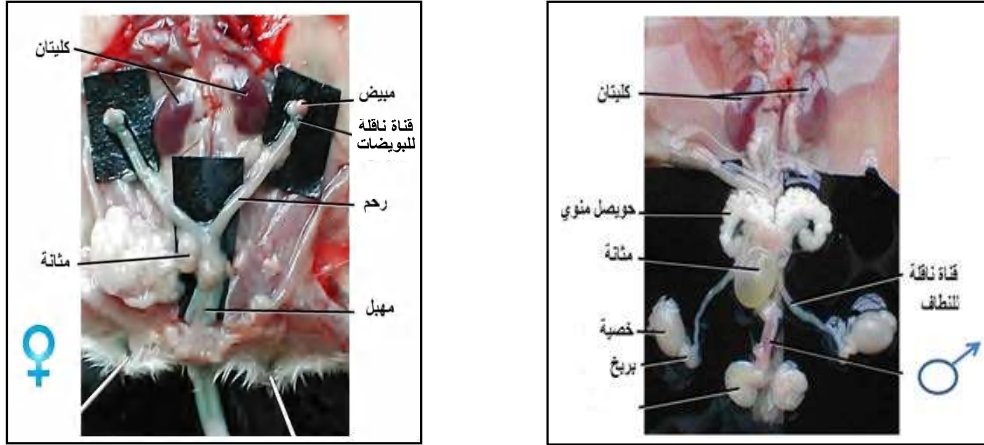 كليتان
مبيض
قناة ناقلة
للبويضات
رحم
مثانة
مهبل
كليتان
حويصل منوي
مثانة
قناة ناقلة
للنطاف
خصية
بربخ